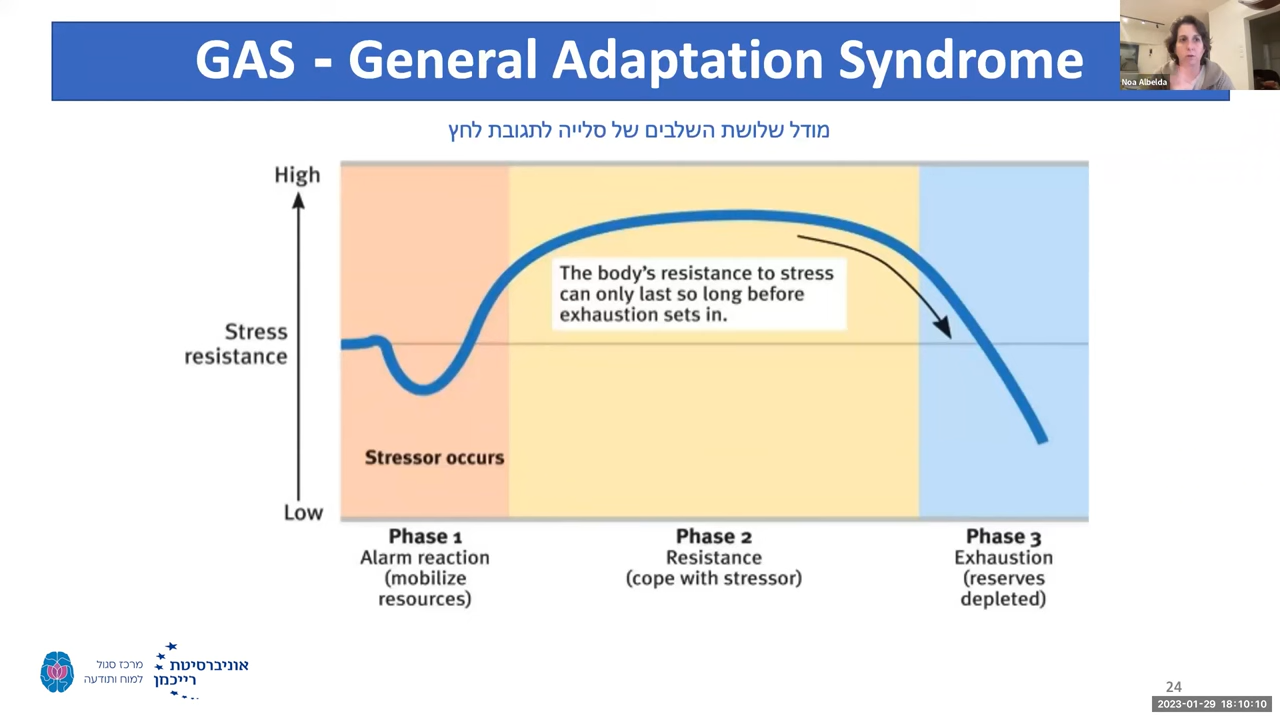 GAS - General Adaptation Syndrome
Noa Albelda
מודל שלושת השלבים של סלייה לתגובת לחץ
High
Stress
resistance
Low
The body's resistance to stress
can only last so long before
exhaustion sets in.
Stressor occurs
Phase 1
Alarm reaction
(mobilize
resources)
Phase 2
Resistance
(cope with stressor)
Phase 3
Exhaustion
(reserves
depleted)
מרכז סגול
למוח ותודעה
אוניברסיטת
רייכמן
24
2023-01-29 18:10:10